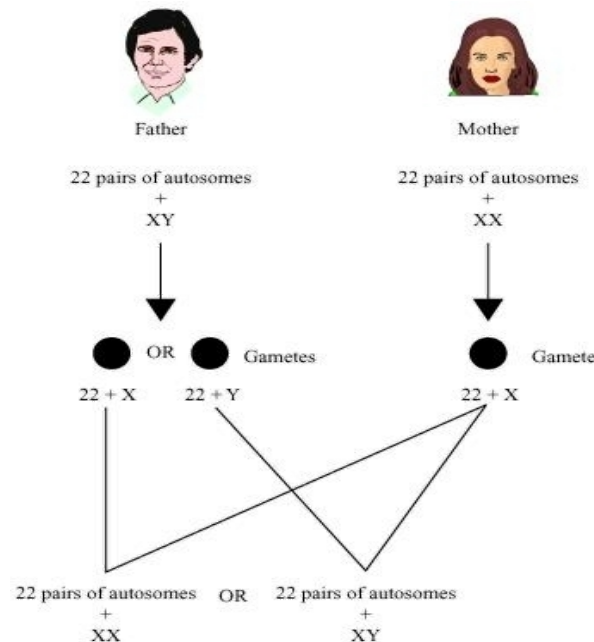 Father Mother
22 pairs of autosomes 22 pairs of autosomes
+ +
XY XX
OR Gametes Gamete
22 + X 22 + Y 22 + X
22 pairs of autosomes OR 22 pairs of autosomes
+ +
XX XY